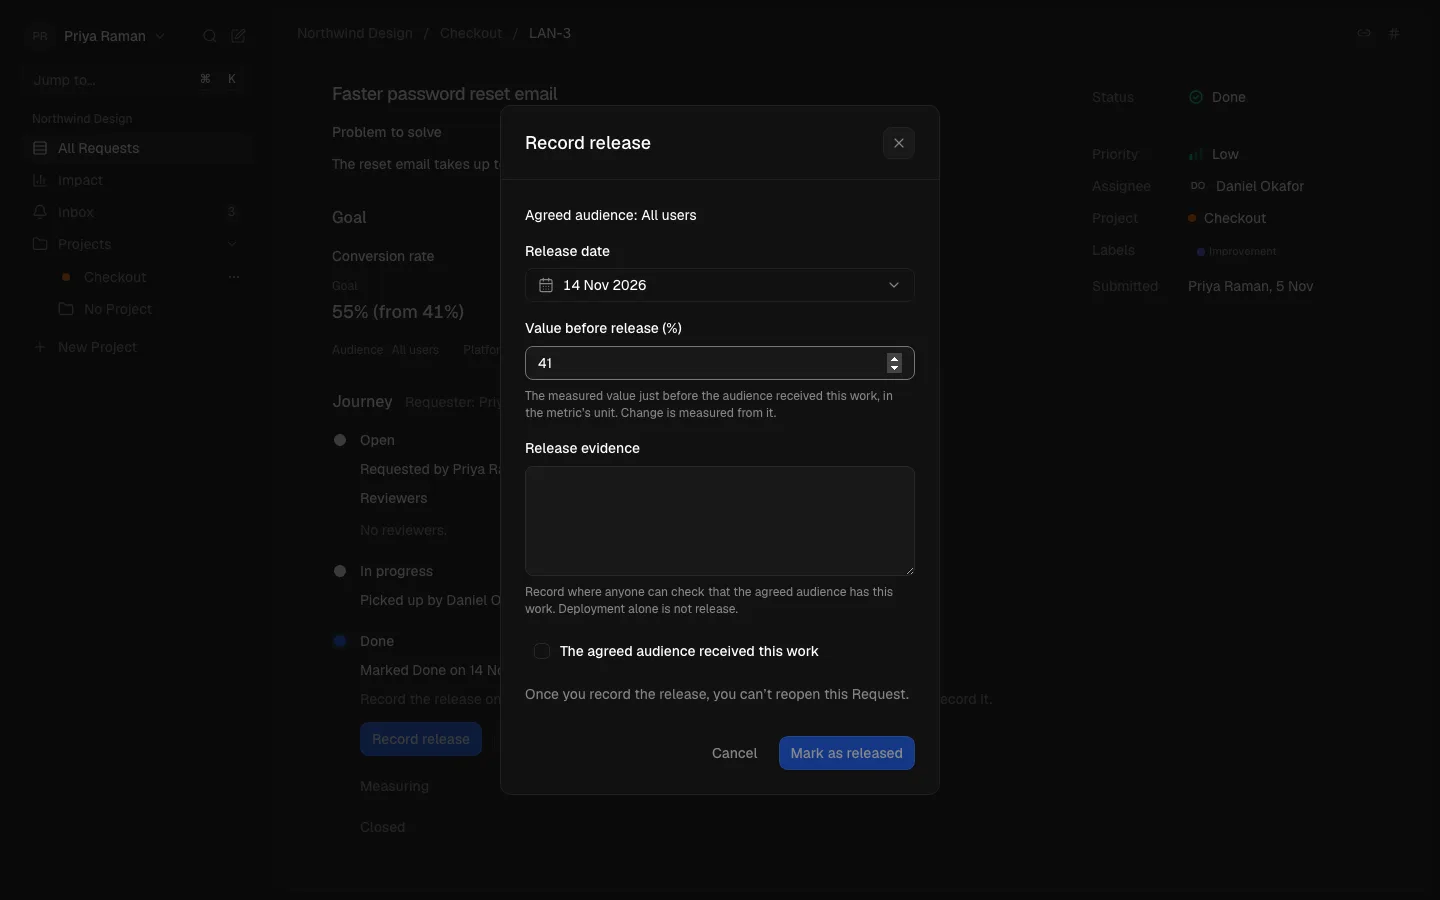 PR Priya Raman
Jump to... ⌘ K
Northwind Design
All Requests
Impact
Inbox 3
Projects
Checkout ...
No Project
New Project
Northwind Design / Checkout / LAN-3
#
Faster password reset email
Problem to solve
The reset email takes up t
Goal
Conversion rate
Goal
55% (from 41%)
Audience All users Platfor
Journey Requester: Priy
Open
Requested by Priya Ra
Reviewers
No reviewers.
In progress
Picked up by Daniel O
Done
Marked Done on 14 No
Record the release on ecord it.
Record release
Measuring
Closed
Record release
Agreed audience: All users
Release date
14 Nov 2026
Value before release (%)
41
The measured value just before the audience received this work, in
the metric's unit. Change is measured from it.
Release evidence
Record where anyone can check that the agreed audience has this
work. Deployment alone is not release.
The agreed audience received this work
Once you record the release, you can't reopen this Request.
Cancel Mark as released
Status Done
Priority Low
Assignee DO Daniel Okafor
Project Checkout
Labels Improvement
Submitted Priya Raman, 5 Nov